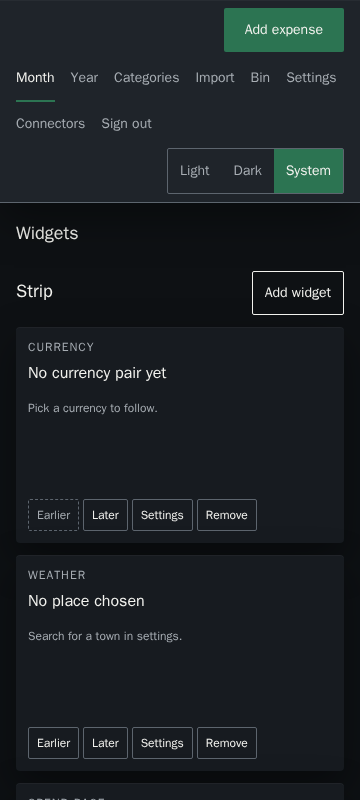 Add expense
Month Year Categories Import Bin Settings
Connectors Sign out
Light Dark System
Widgets
Strip Add widget
CURRENCY
No currency pair yet
Pick a currency to follow.
Earlier Later Settings Remove
WEATHER
No place chosen
Search for a town in settings.
Earlier Later Settings Remove